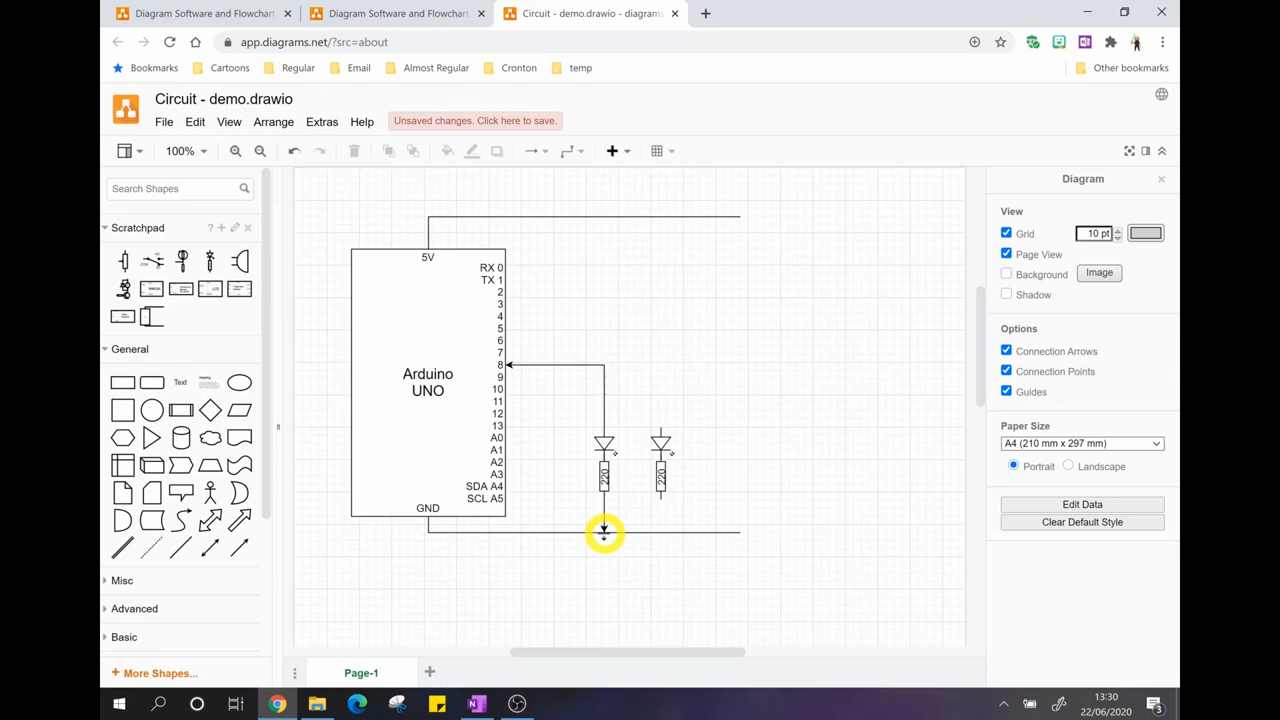 Diagram Software and Flowchart
Diagram Software and Flowchart
Circuit - demo.drawio - diagrams
app.diagrams.net/?src=about
Bookmarks Cartoons Regular Email Almost Regular Cronton temp Other bookmarks
Circuit - demo.drawio
File Edit View Arrange Extras Help Unsaved changes. Click here to save.
100%
Search Shapes
Scratchpad
General
Text
Heading
Misc
Advanced
Basic
More Shapes...
5V
RX 0
TX 1
2
3
4
5
6
7
8
9
10
11
12
13
A0
A1
A2
A3
SDA A4
SCL A5
Arduino
UNO
GND
220
220
Diagram
View
Grid 10 pt
Page View
Background Image
Shadow
Options
Connection Arrows
Connection Points
Guides
Paper Size
A4 (210 mm x 297 mm)
Portrait Landscape
Edit Data
Clear Default Style
Page-1
13:30
22/06/2020
3